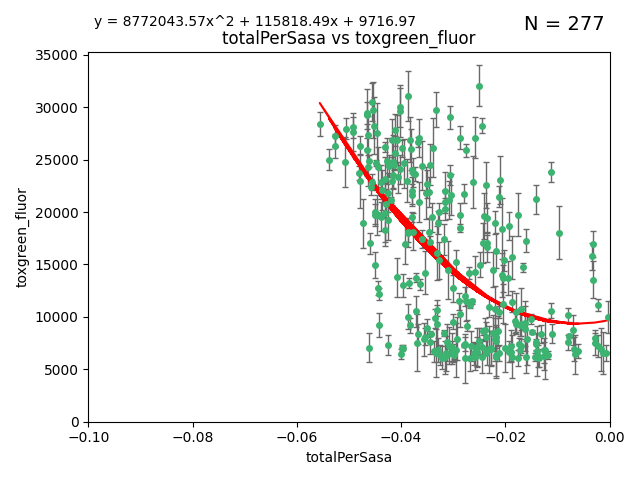 y = 8772043.57x^2 + 115818.49x + 9716.97
N = 277
totalPerSasa vs toxgreen_fluor
35000
30000
25000
20000
15000
10000
5000
0
toxgreen_fluor
−0.10 −0.08 −0.06 −0.04 −0.02 0.00
totalPerSasa